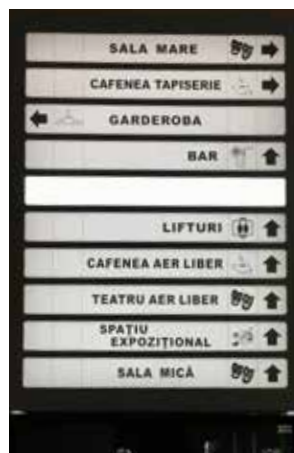 SALA MARE
CAFENEA TAPISERIE
GARDEROBA
BAR
LIFTURI
CAFENEA AER LIBER
TEATRU AER LIBER
SPAȚIU
EXPOZIȚIONAL
SALA MICĂ